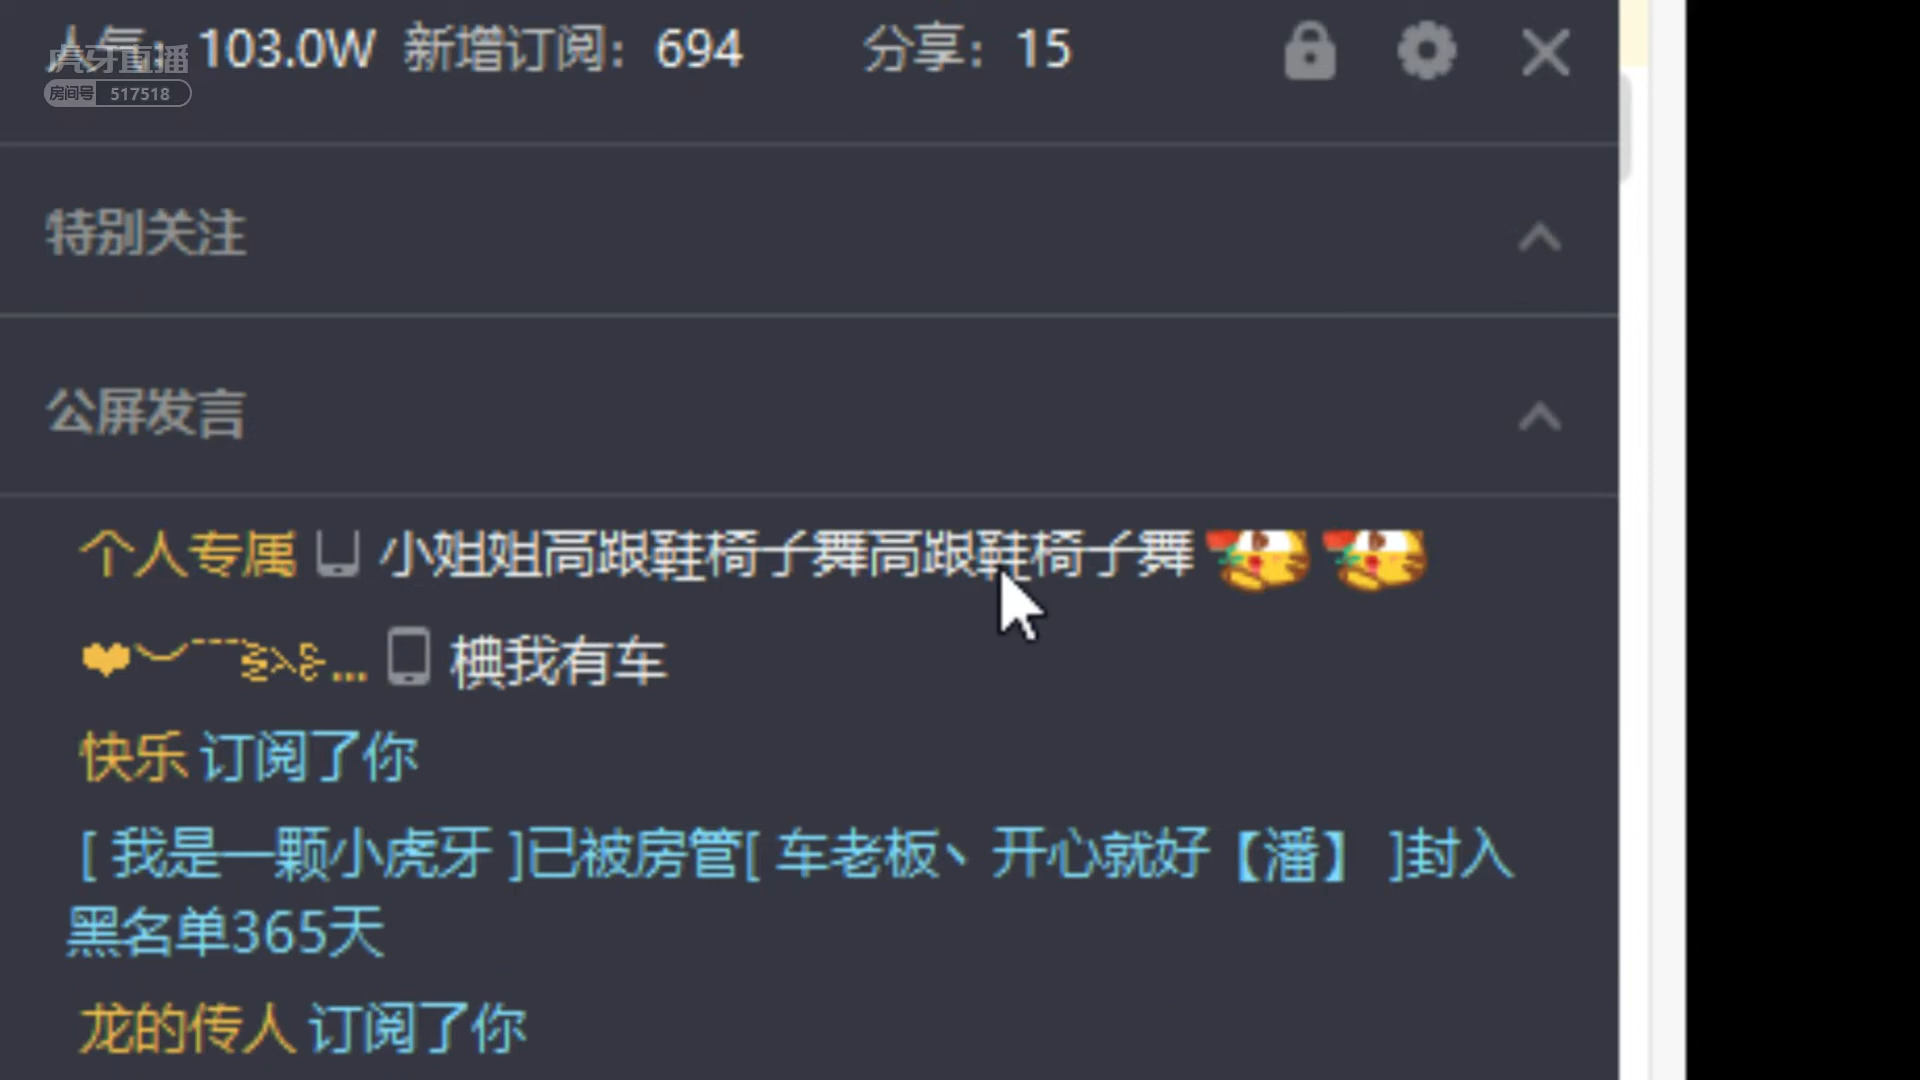 人气：103.0W 新增订阅：694 分享：15
虎牙直播
房间号 517518
特别关注
公屏发言
个人专属 小姐姐高跟鞋椅子舞高跟鞋椅子舞
... 我有车
快乐 订阅了你
[ 我是一颗小虎牙 ]已被房管[ 车老板丶开心就好【潘】 ]封入
黑名单365天
龙的传人 订阅了你